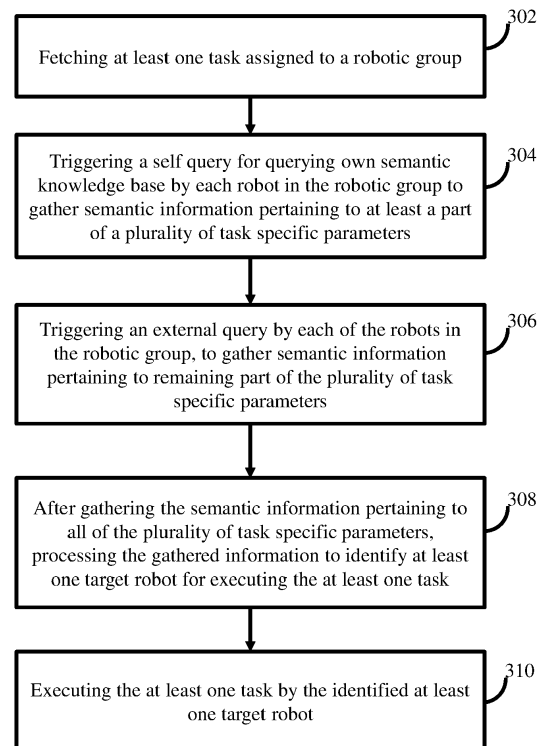 302
Fetching at least one task assigned to a robotic group
304
Triggering a self query for querying own semantic
knowledge base by each robot in the robotic group to
gather semantic information pertaining to at least a part
of a plurality of task specific parameters
306
Triggering an external query by each of the robots in
the robotic group, to gather semantic information
pertaining to remaining part of the plurality of task
specific parameters
308
After gathering the semantic information pertaining to
all of the plurality of task specific parameters,
processing the gathered information to identify at least
one target robot for executing the at least one task
310
Executing the at least one task by the identified at least
one target robot